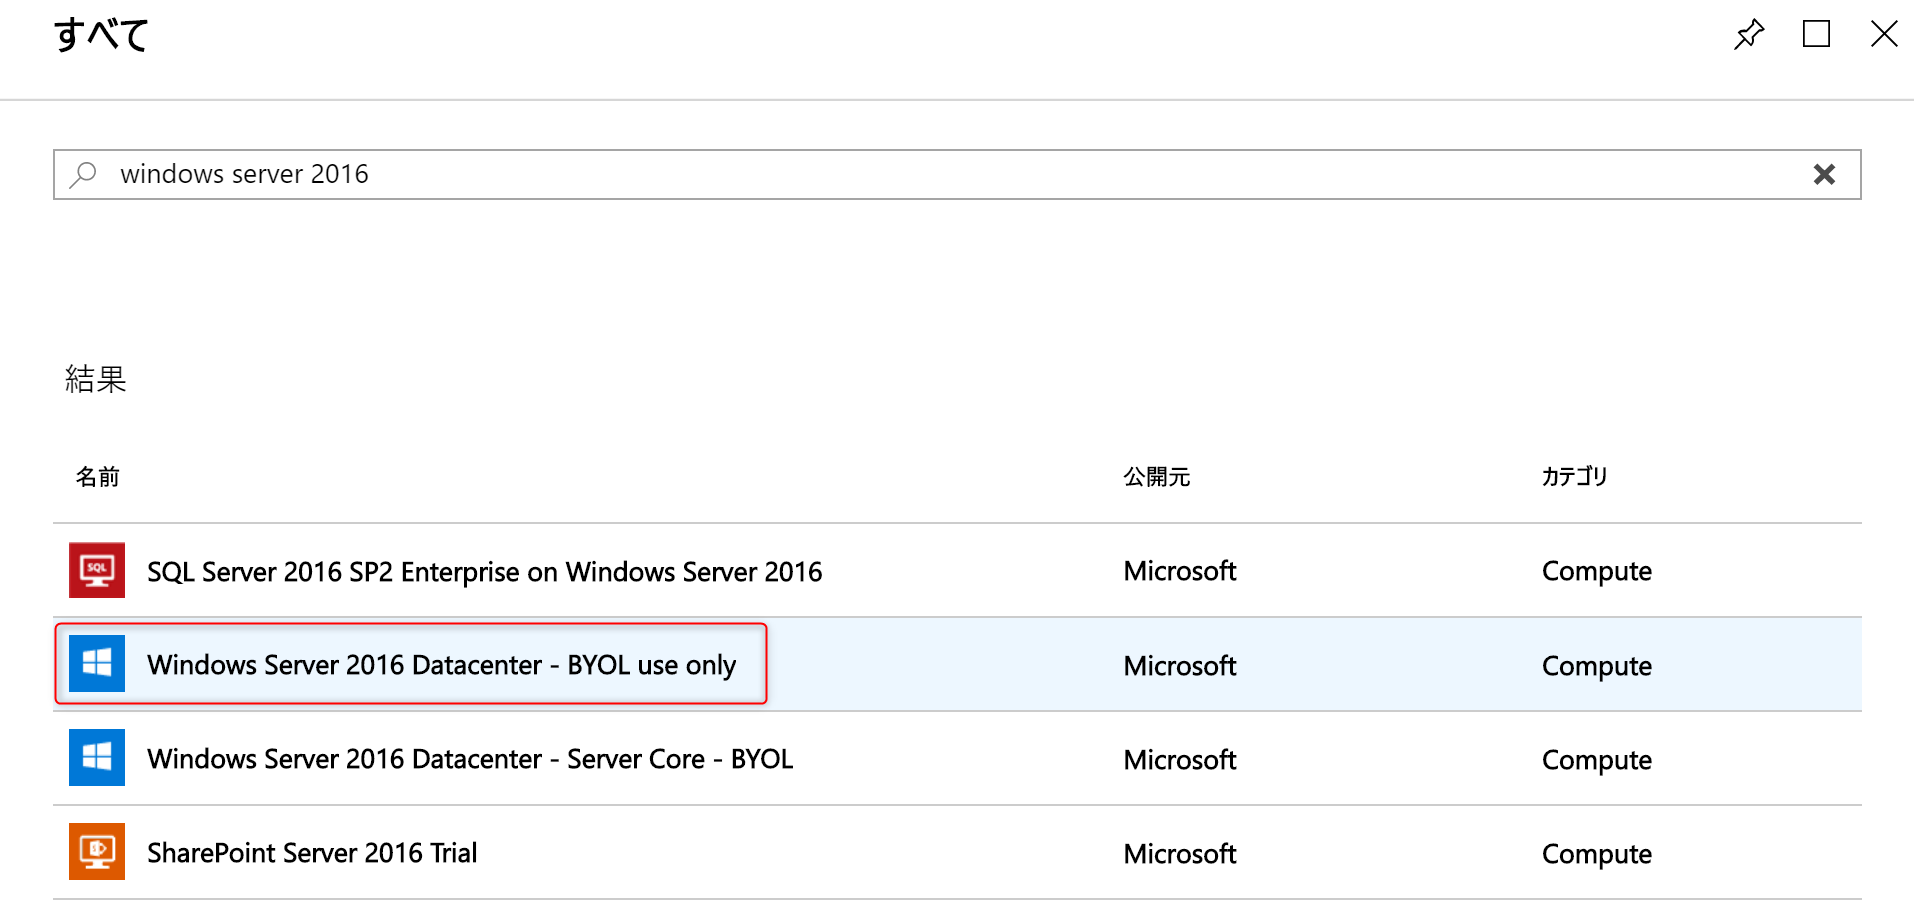 すべて
windows server 2016
結果
名前 公開元 カテゴリ
SQL SQL Server 2016 SP2 Enterprise on Windows Server 2016 Microsoft Compute
Windows Server 2016 Datacenter - BYOL use only Microsoft Compute
Windows Server 2016 Datacenter - Server Core - BYOL Microsoft Compute
SharePoint Server 2016 Trial Microsoft Compute